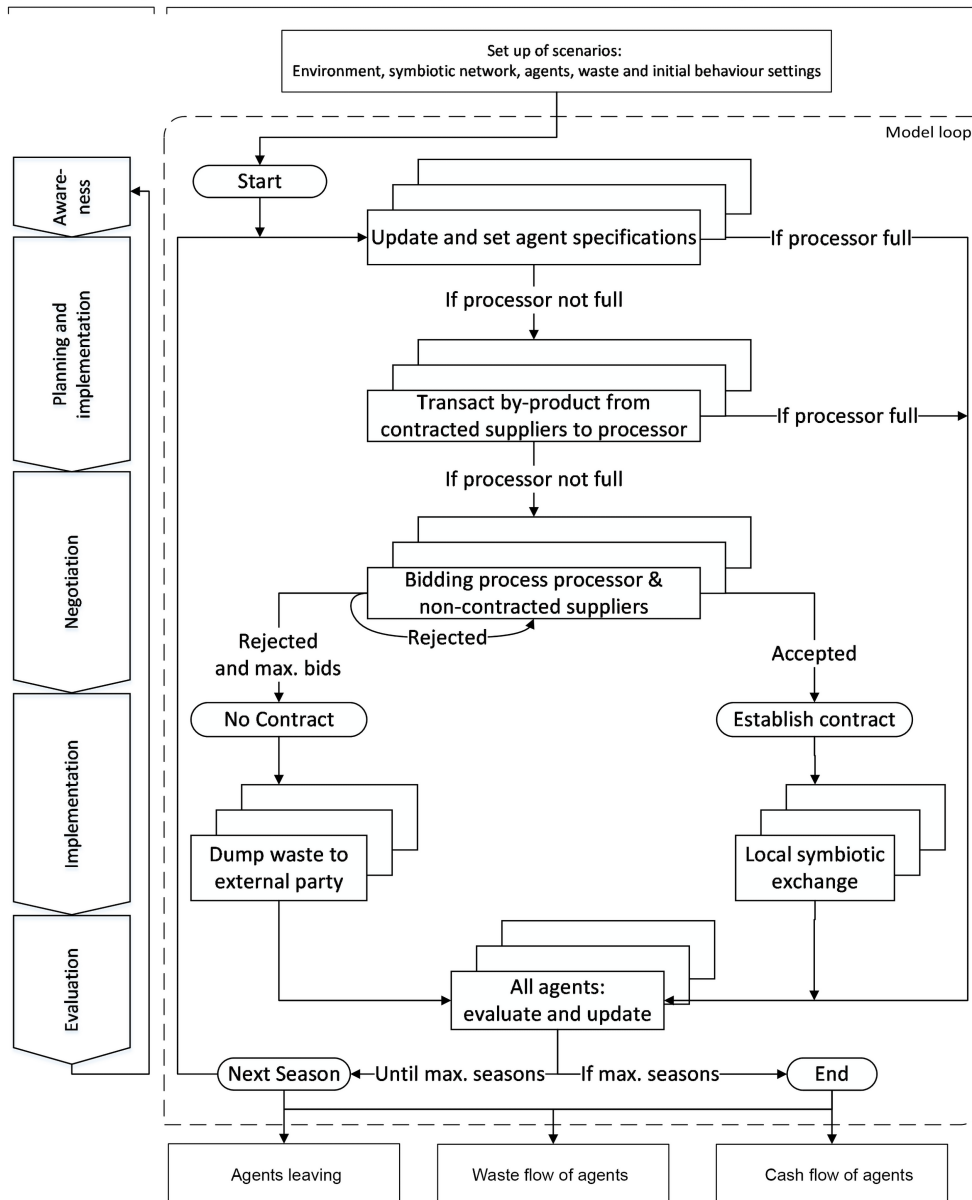 Set up of scenarios:
Environment, symbiotic network, agents, waste and initial behaviour settings
Model loop
Aware-
ness
Start
Update and set agent specifications
If processor full
Planning and
implementation
If processor not full
Transact by-product from
contracted suppliers to processor
If processor full
If processor not full
Negotiation
Bidding process processor &
non-contracted suppliers
Rejected
Rejected
and max. bids
Accepted
No Contract
Establish contract
Implementation
Dump waste to
external party
Local symbiotic
exchange
Evaluation
All agents:
evaluate and update
Next Season
Until max. seasons
If max. seasons
End
Agents leaving
Waste flow of agents
Cash flow of agents